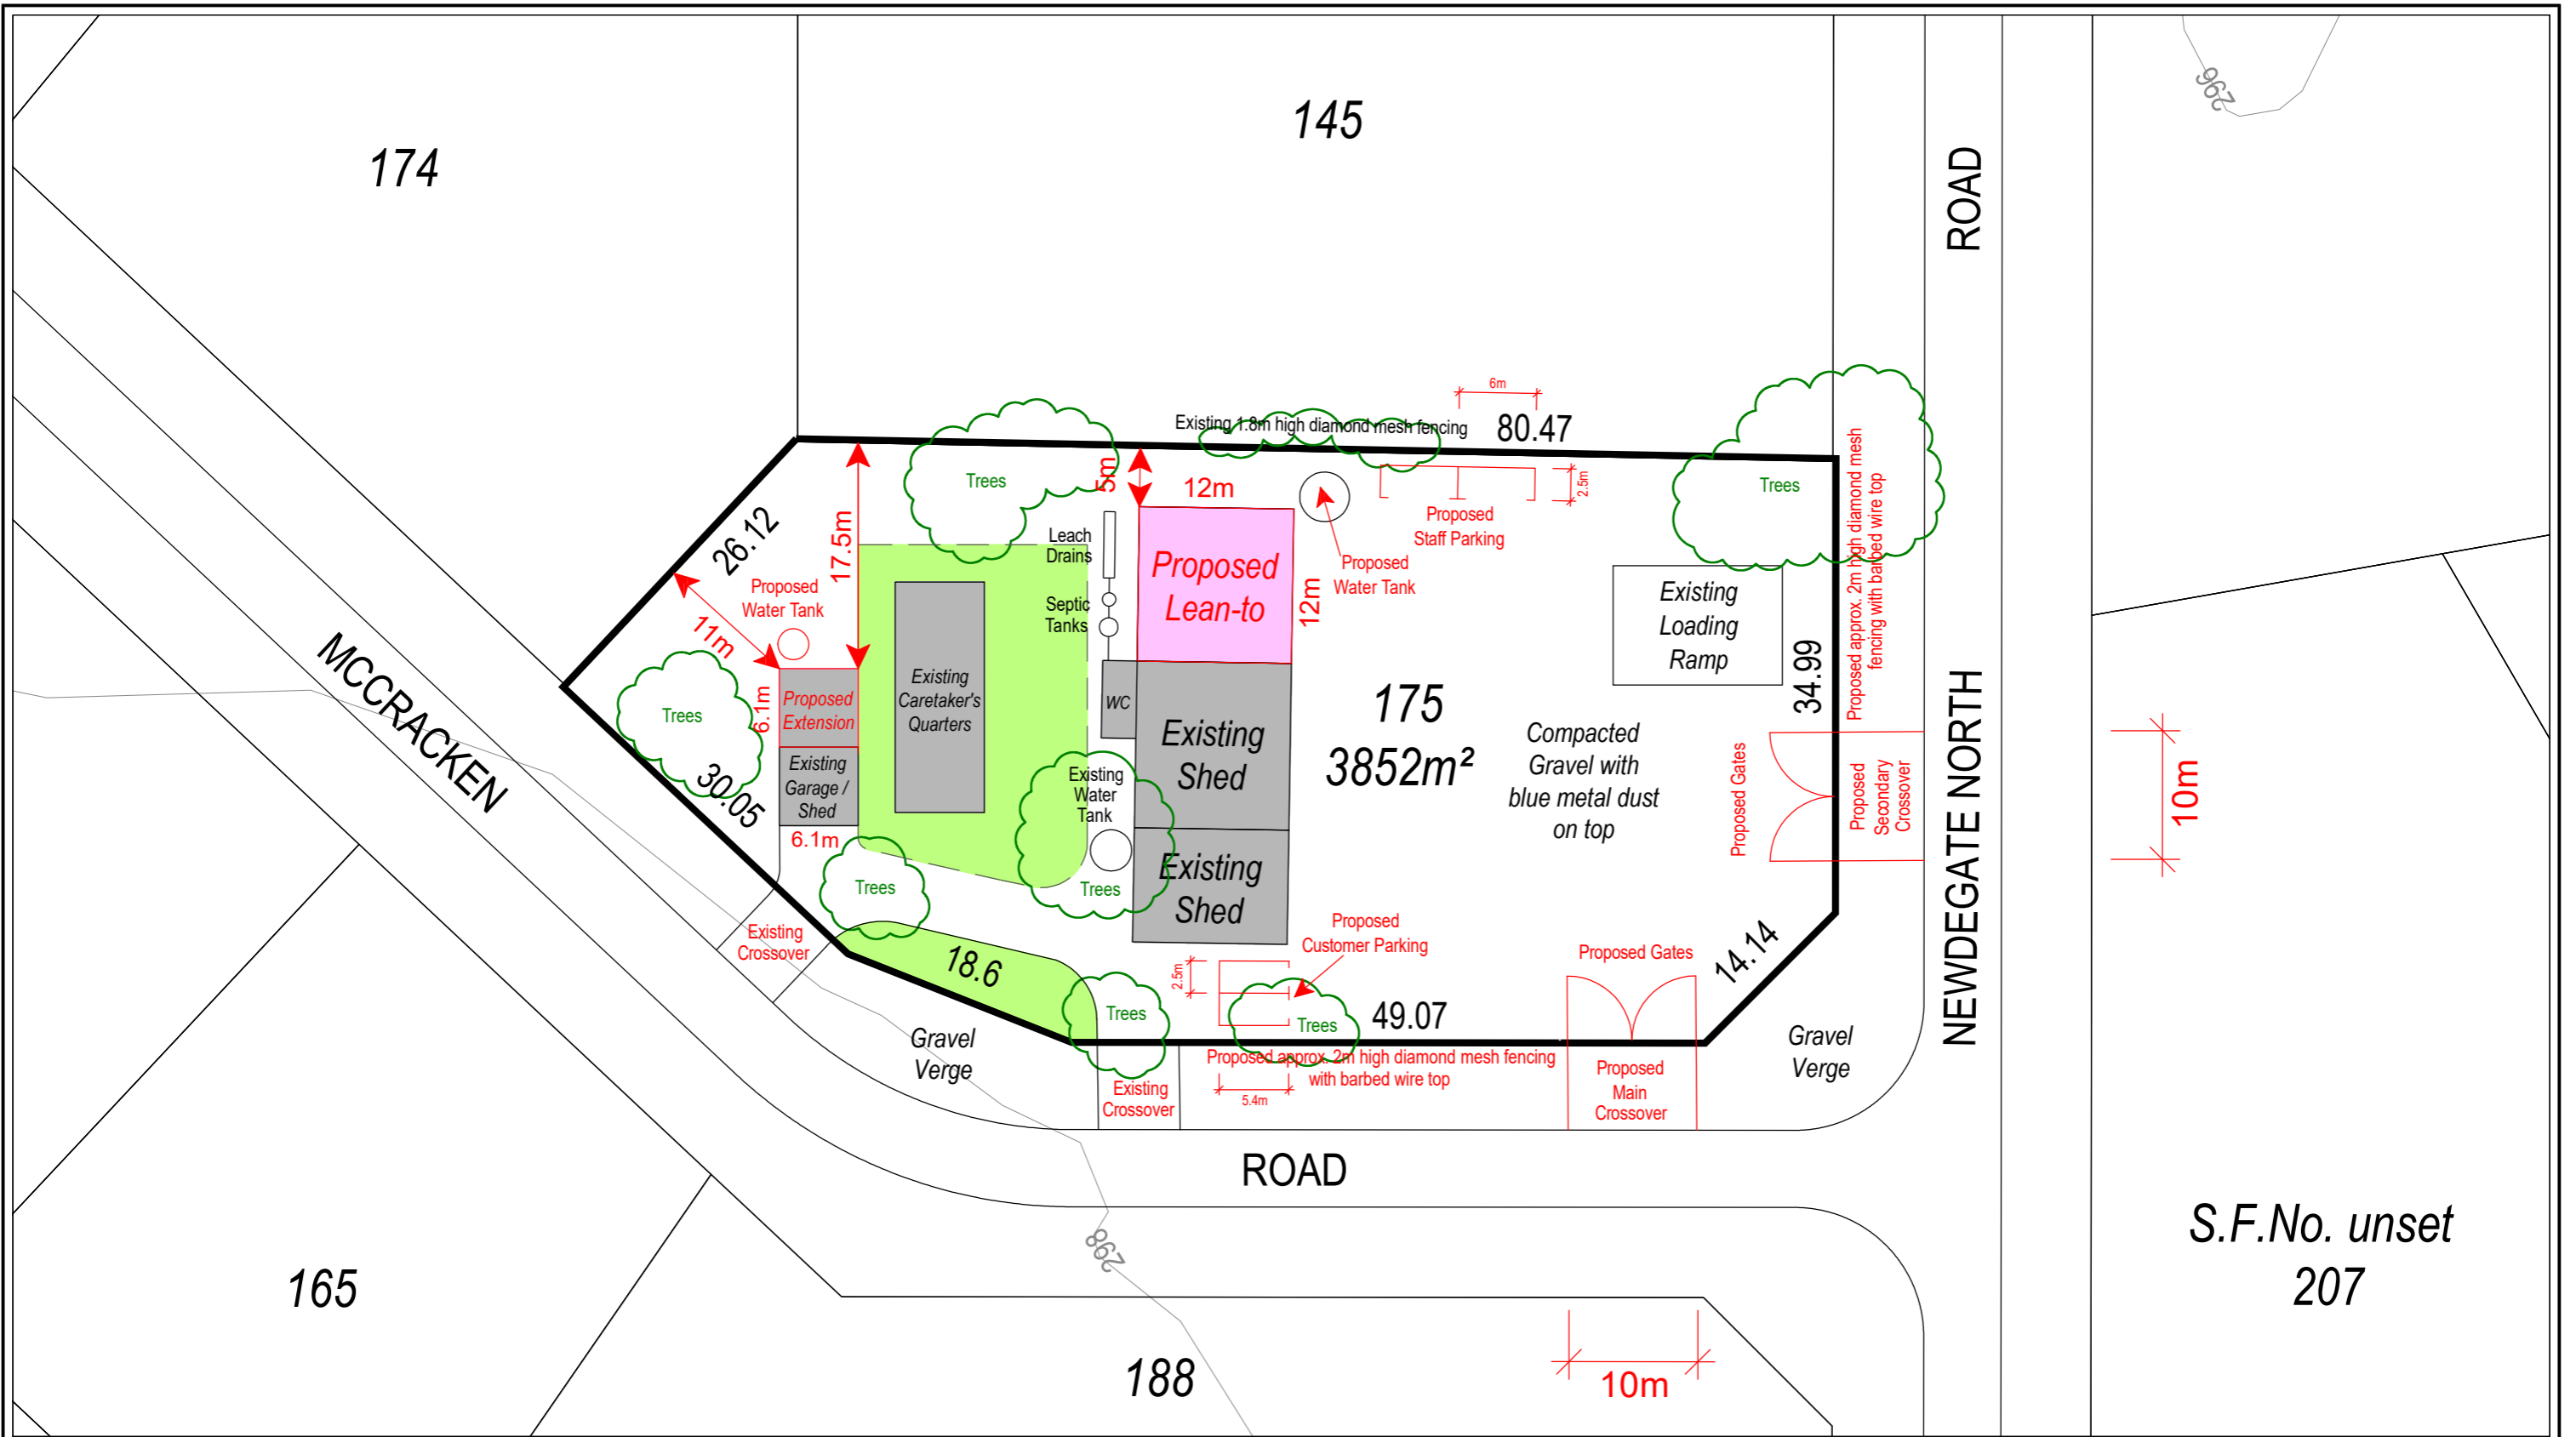 296
145
174
ROAD
6m
Existing 1.8m high diamond mesh fencing
80.47
Trees
5m
12m
2.5m
Trees
Proposed approx. 2m high diamond mesh
fencing with barbed wire top
26.12
17.5m
Leach
Drains
Proposed
Lean-to
12m
Proposed
Water Tank
Proposed
Staff Parking
Existing
Loading
Ramp
Proposed
Water Tank
Septic
Tanks
11m
34.99
MCCRACKEN
Trees
6.1m
Proposed
Extension
Existing
Caretaker's
Quarters
WC
Existing
Shed
175
3852m²
Compacted
Gravel with
blue metal dust
on top
Proposed Gates
Proposed
Secondary
Crossover
NEWDEGATE NORTH
10m
30.05
Existing
Garage /
Shed
6.1m
Existing
Water
Tank
Trees
Trees
Existing
Shed
Existing
Crossover
18.6
Proposed
Customer Parking
2.5m
Proposed Gates
14.14
Trees
Trees
49.07
Gravel
Verge
Gravel
Verge
Proposed approx. 2m high diamond mesh fencing
with barbed wire top
5.4m
Existing
Crossover
Proposed
Main
Crossover
ROAD
298
S.F.No. unset
207
165
188
10m